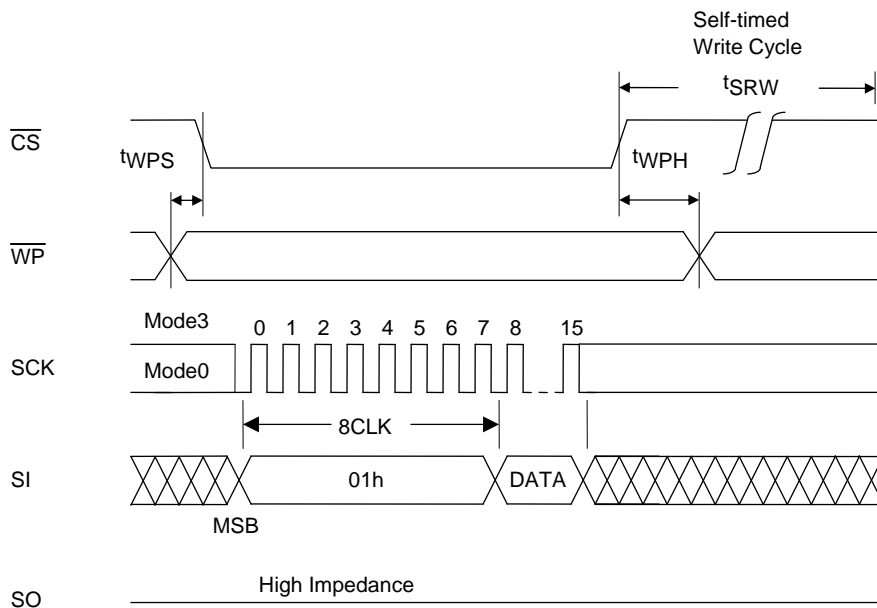 Self-timed
Write Cycle
tSRW
CS
tWPS
tWPH
WP
Mode3
0 1 2 3 4 5 6 7 8 15
SCK
Mode0
8CLK
SI
01h
DATA
MSB
High Impedance
SO